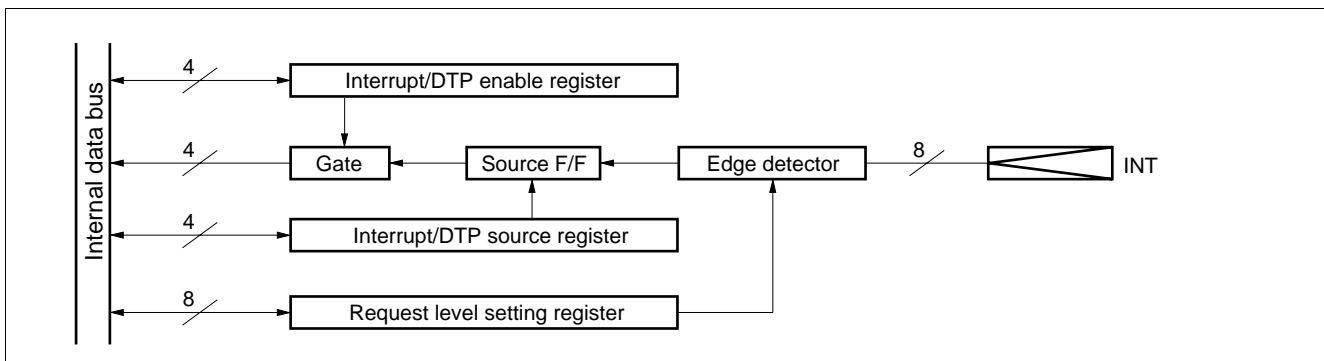 Internal data bus
4
Interrupt/DTP enable register
4
Gate
Source F/F
Edge detector
8
INT
4
Interrupt/DTP source register
8
Request level setting register